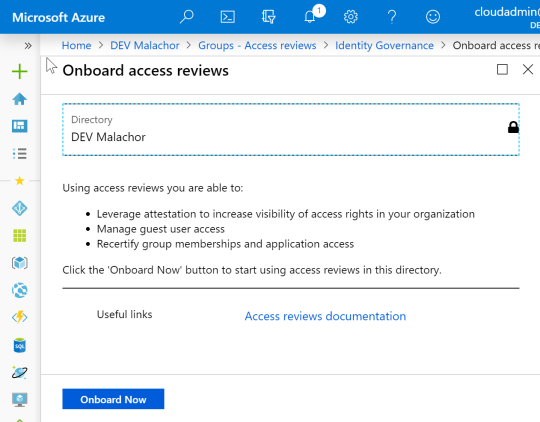 Microsoft Azure
1
cloudadmin@
DE
» Home > DEV Malachor > Groups - Access reviews > Identity Governance > Onboard access re
Onboard access reviews
Directory
DEV Malachor
Using access reviews you are able to:
• Leverage attestation to increase visibility of access rights in your organization
• Manage guest user access
• Recertify group memberships and application access
Click the 'Onboard Now' button to start using access reviews in this directory.
Useful links
Access reviews documentation
SQL
Onboard Now